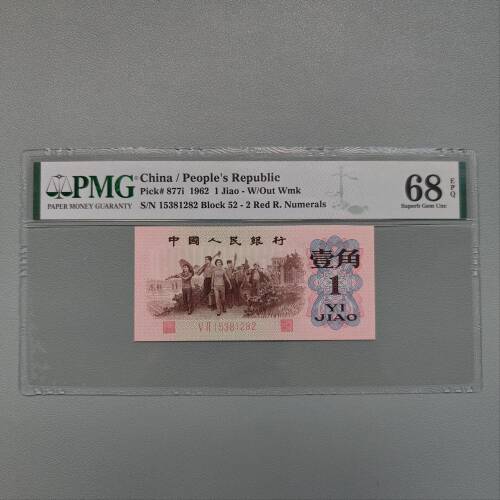 PMG
PAPER MONEY GUARANTY
China / People's Republic
Pick# 877i 1962 1 Jiao - W/Out Wmk
S/N 15381282 Block 52 - 2 Red R. Numerals
68 EPQ
Superb Gem Unc
中國人民銀行
壹角
1
YI
JIAO
V II 15381282